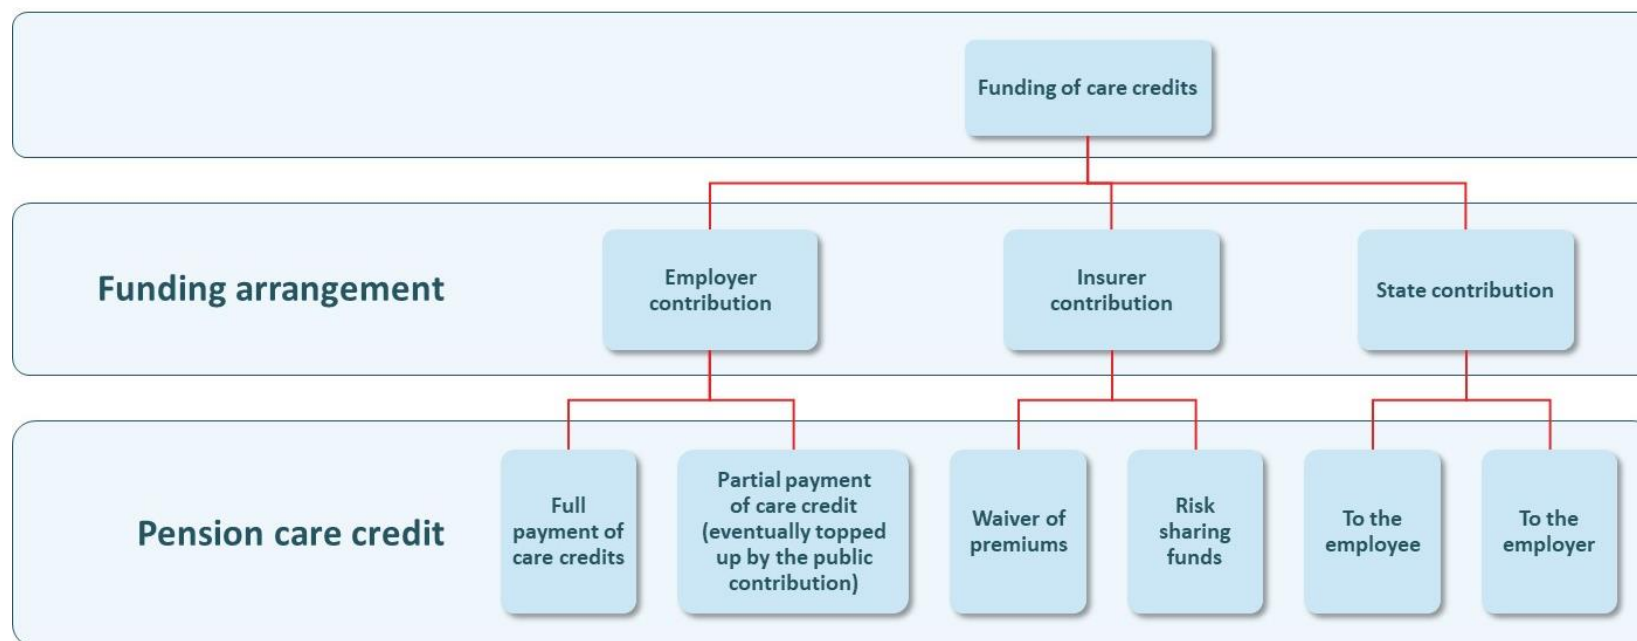 Funding of care credits
Funding arrangement
Employer
contribution
Insurer
contribution
State contribution
Pension care credit
Full
payment of
care credits
Partial payment
of care credit
(eventually topped
up by the public
contribution)
Waiver of
premiums
Risk
sharing
funds
To the
employee
To the
employer